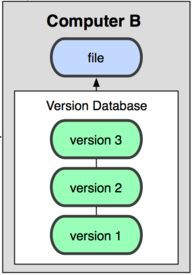 Computer B
file
Version Database
version 3
version 2
version 1